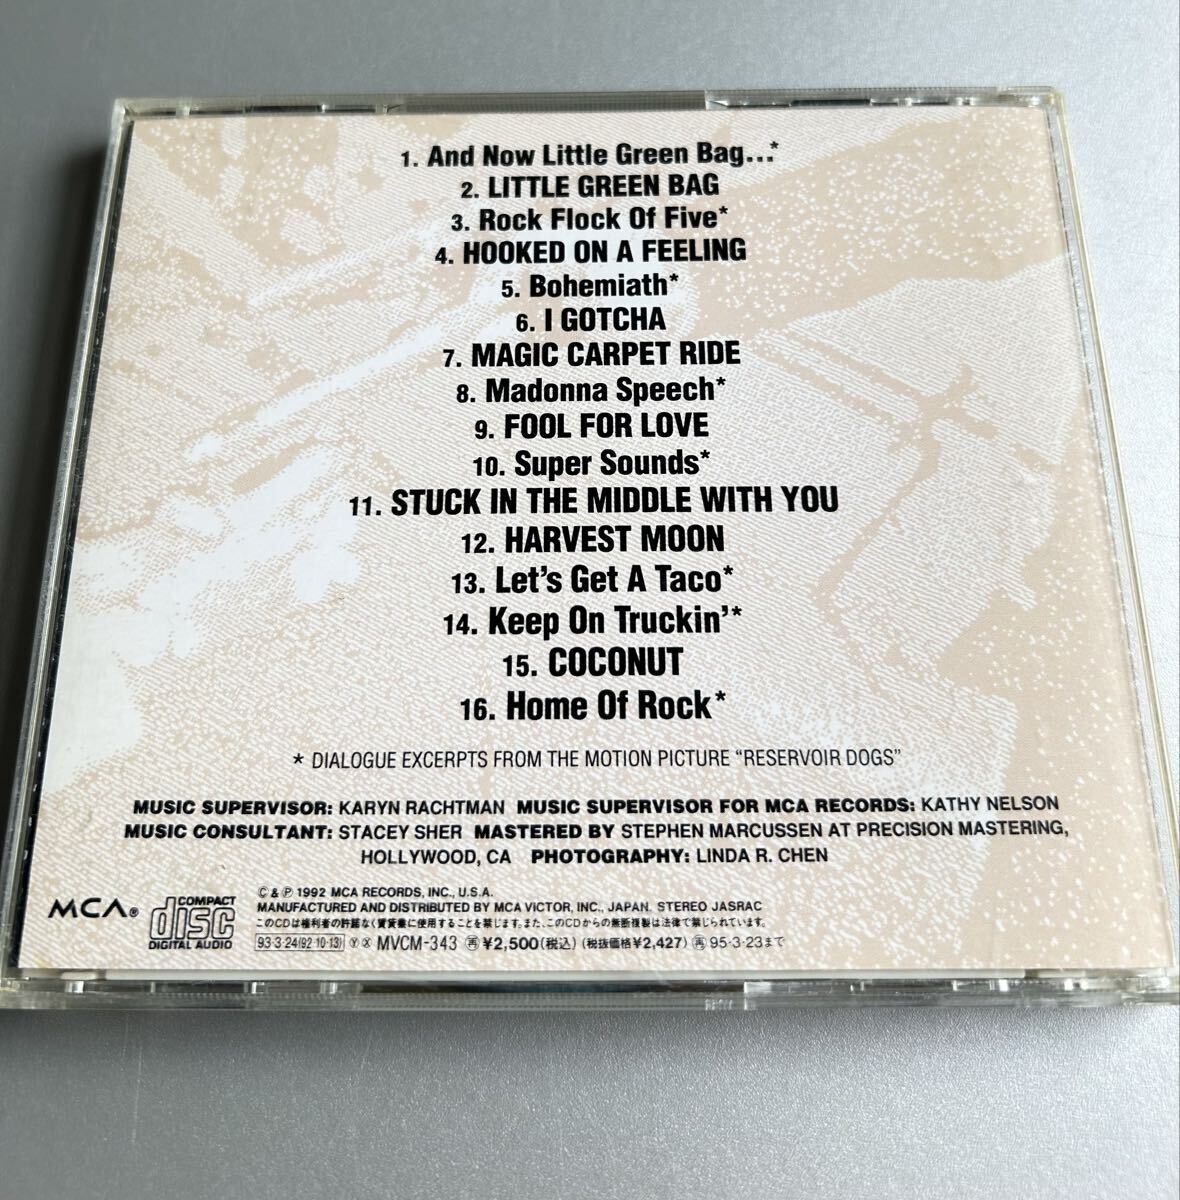 1. And Now Little Green Bag...*
2. LITTLE GREEN BAG
3. Rock Flock Of Five*
4. HOOKED ON A FEELING
5. Bohemiath*
6. I GOTCHA
7. MAGIC CARPET RIDE
8. Madonna Speech*
9. FOOL FOR LOVE
10. Super Sounds*
11. STUCK IN THE MIDDLE WITH YOU
12. HARVEST MOON
13. Let's Get A Taco*
14. Keep On Truckin'*
15. COCONUT
16. Home Of Rock*
* DIALOGUE EXCERPTS FROM THE MOTION PICTURE “RESERVOIR DOGS”
MUSIC SUPERVISOR: KARYN RACHTMAN MUSIC SUPERVISOR FOR MCA RECORDS: KATHY NELSON
MUSIC CONSULTANT: STACEY SHER MASTERED BY STEPHEN MARCUSSEN AT PRECISION MASTERING,
HOLLYWOOD, CA PHOTOGRAPHY: LINDA R. CHEN
MCA®
COMPACT disc DIGITAL AUDIO
© & ℗ 1992 MCA RECORDS, INC., U.S.A.
MANUFACTURED AND DISTRIBUTED BY MCA VICTOR, INC., JAPAN. STEREO JASRAC
このCDは権利者の許諾なく賃貸業に使用することを禁じます。また、このCDからの無断複製は法律で禁じられています。
93·3·24(92·10·13) Ⓨ Ⓧ MVCM-343 ㊣¥2,500(税込)(税抜価格¥2,427) 再95·3·23まで